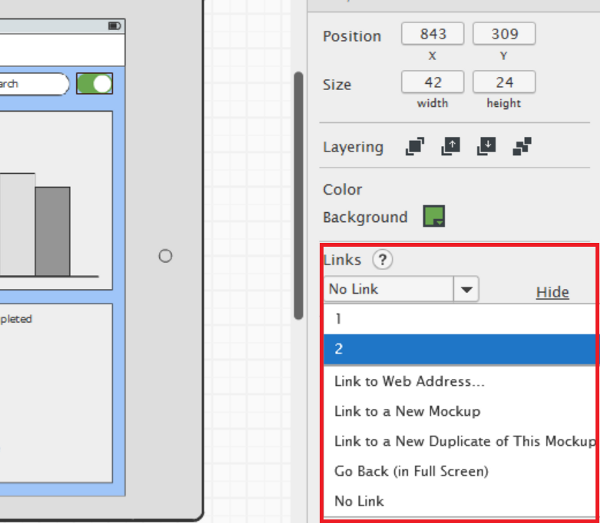 arch
pleted
Position
843
309
X
Y
Size
42
24
width
height
Layering
Color
Background
Links ?
No Link
Hide
1
2
Link to Web Address...
Link to a New Mockup
Link to a New Duplicate of This Mockup
Go Back (in Full Screen)
No Link